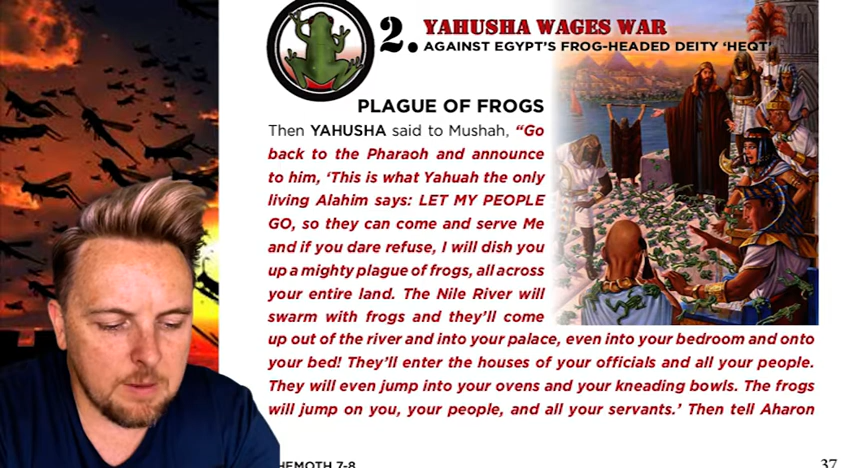 2. YAHUSHA WAGES WAR
AGAINST EGYPT'S FROG-HEADED DEITY 'HEQT'
PLAGUE OF FROGS
Then YAHUSHA said to Mushah, “Go
back to the Pharaoh and announce
to him, ‘This is what Yahuah the only
living Alahim says: LET MY PEOPLE
GO, so they can come and serve Me
and if you dare refuse, I will dish you
up a mighty plague of frogs, all across
your entire land. The Nile River will
swarm with frogs and they’ll come
up out of the river and into your palace, even into your bedroom and onto
your bed! They’ll enter the houses of your officials and all your people.
They will even jump into your ovens and your kneading bowls. The frogs
will jump on you, your people, and all your servants.’ Then tell Aharon
7-8
37